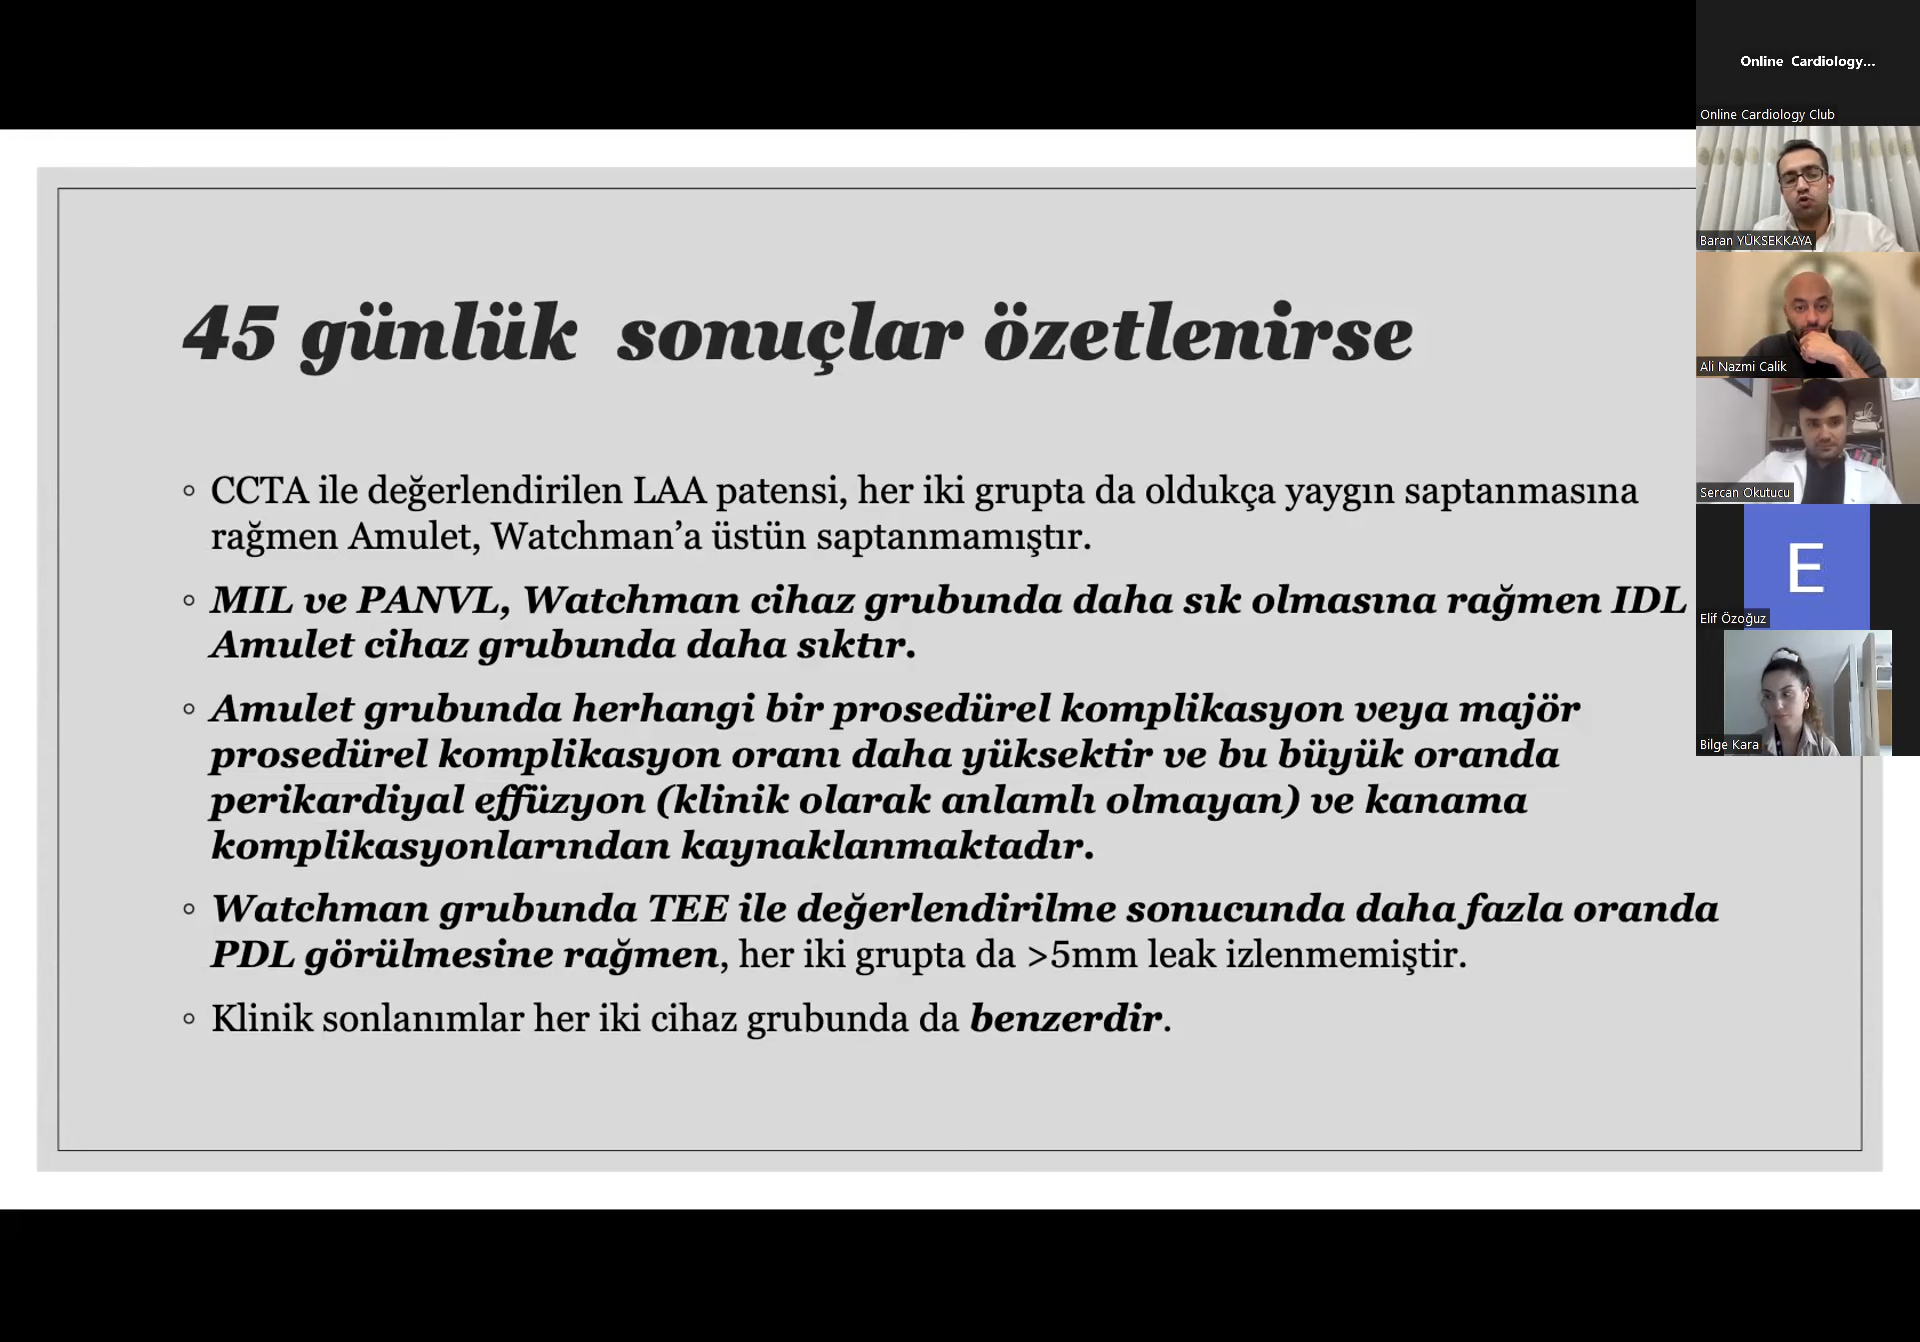 Online Cardiology...
Online Cardiology Club
Baran YÜKSEKKAYA
Ali Nazmi Calik
Sercan Okutucu
E
Elif Özoğuz
Bilge Kara
45 günlük sonuçlar özetlenirse
◦ CCTA ile değerlendirilen LAA patensi, her iki grupta da oldukça yaygın saptanmasına
rağmen Amulet, Watchman’a üstün saptanmamıştır.
◦ MIL ve PANVL, Watchman cihaz grubunda daha sık olmasına rağmen IDL
Amulet cihaz grubunda daha sıktır.
◦ Amulet grubunda herhangi bir prosedürel komplikasyon veya majör
prosedürel komplikasyon oranı daha yüksektir ve bu büyük oranda
perikardiyal effüzyon (klinik olarak anlamlı olmayan) ve kanama
komplikasyonlarından kaynaklanmaktadır.
◦ Watchman grubunda TEE ile değerlendirilme sonucunda daha fazla oranda
PDL görülmesine rağmen, her iki grupta da >5mm leak izlenmemiştir.
◦ Klinik sonlanımlar her iki cihaz grubunda da benzerdir.